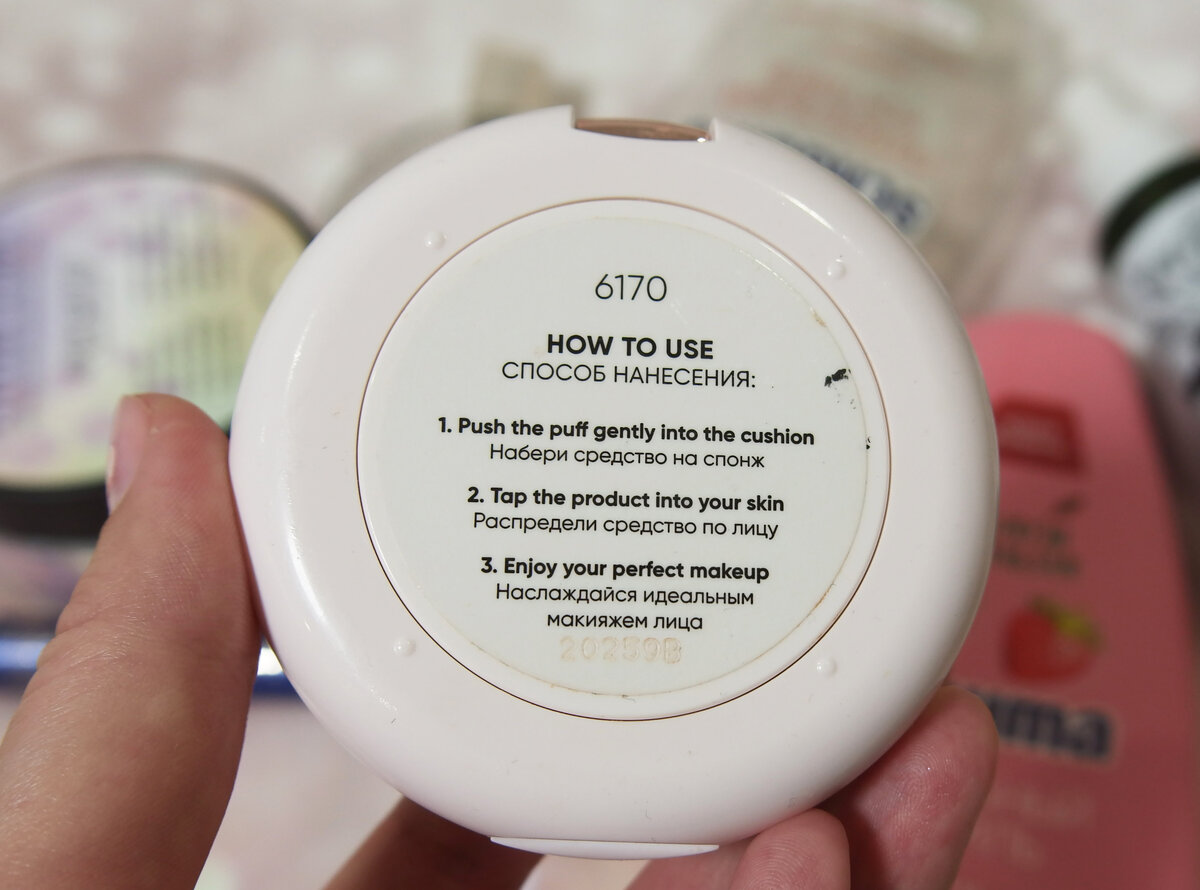 6170
HOW TO USE
СПОСОБ НАНЕСЕНИЯ:
1. Push the puff gently into the cushion
Набери средство на спонж
2. Tap the product into your skin
Распредели средство по лицу
3. Enjoy your perfect makeup
Наслаждайся идеальным
макияжем лица
20259B
uma